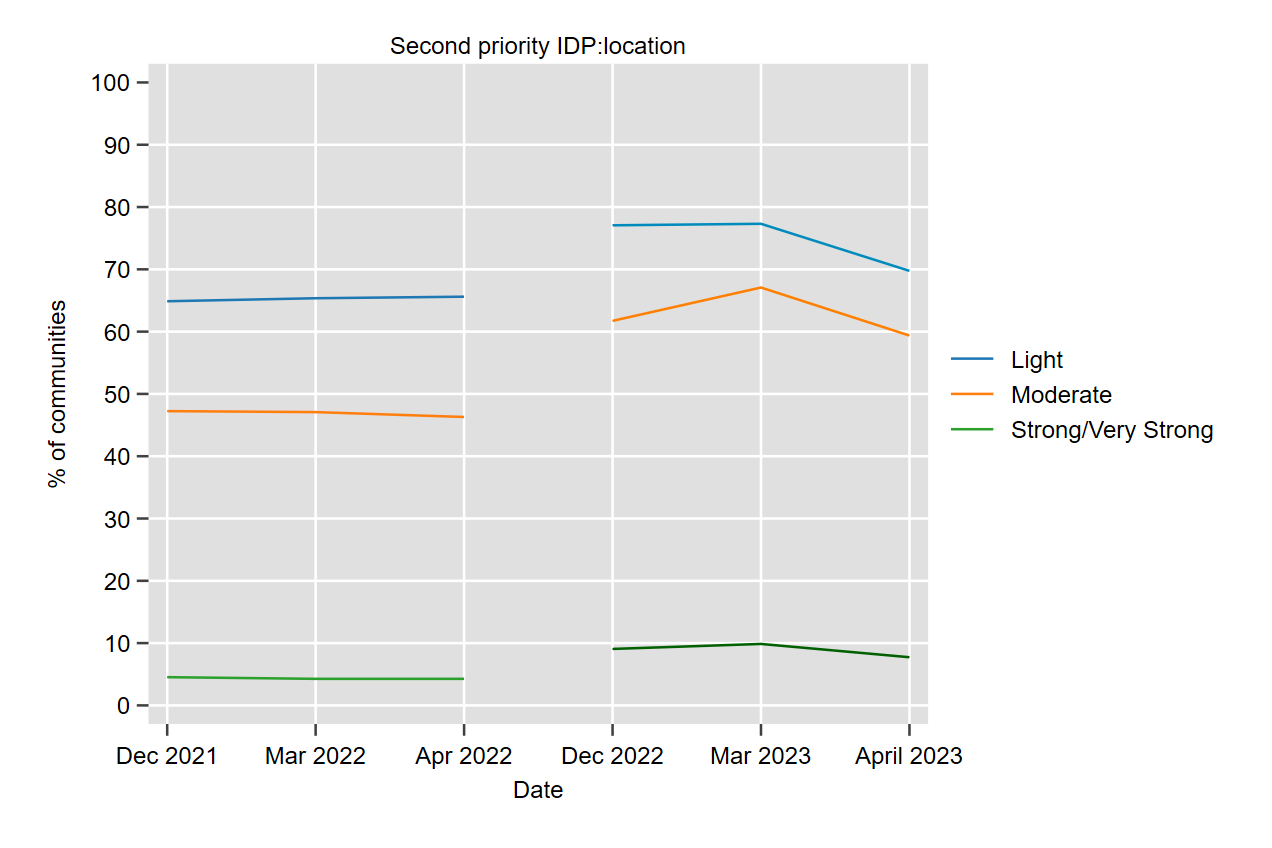 Second priority IDP:location
100
90
80
70
60
50
40
30
20
10
0
% of communities
Dec 2021 Mar 2022 Apr 2022 Dec 2022 Mar 2023 April 2023
Date
Light
Moderate
Strong/Very Strong